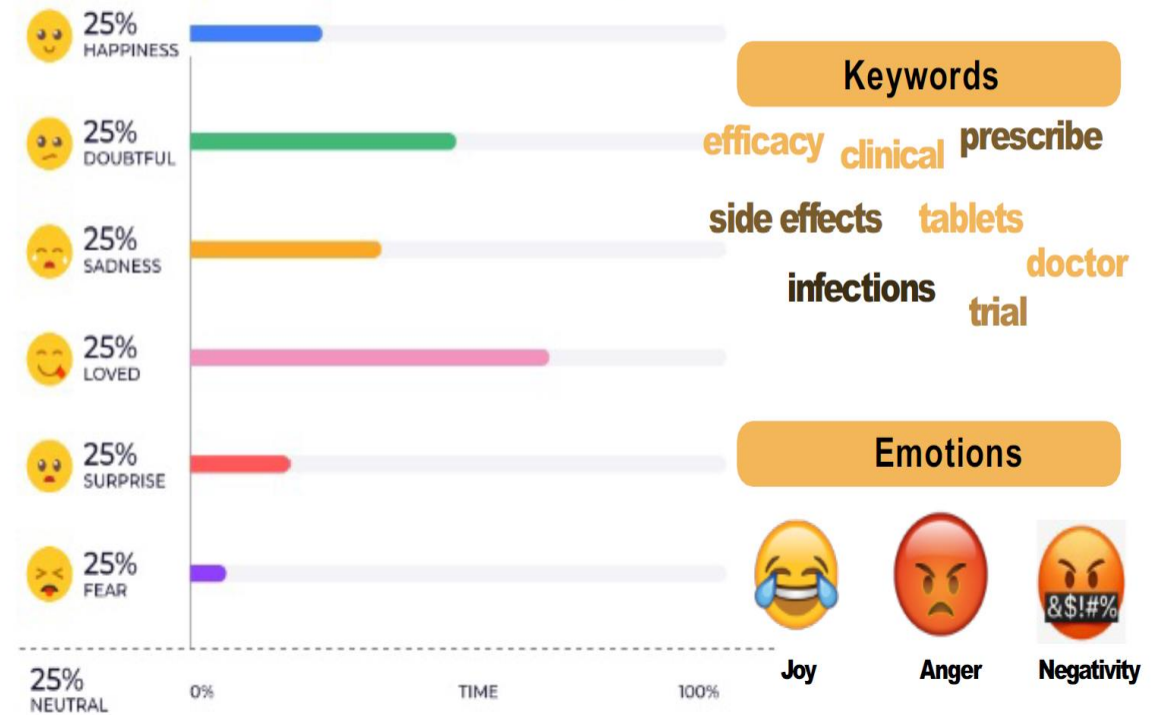 25%
HAPPINESS
25%
DOUBTFUL
25%
SADNESS
25%
LOVED
25%
SURPRISE
25%
FEAR
25%
NEUTRAL
0% TIME 100%
Keywords
efficacy clinical prescribe
side effects tablets
doctor
infections
trial
Emotions
&$!#%
Joy Anger Negativity